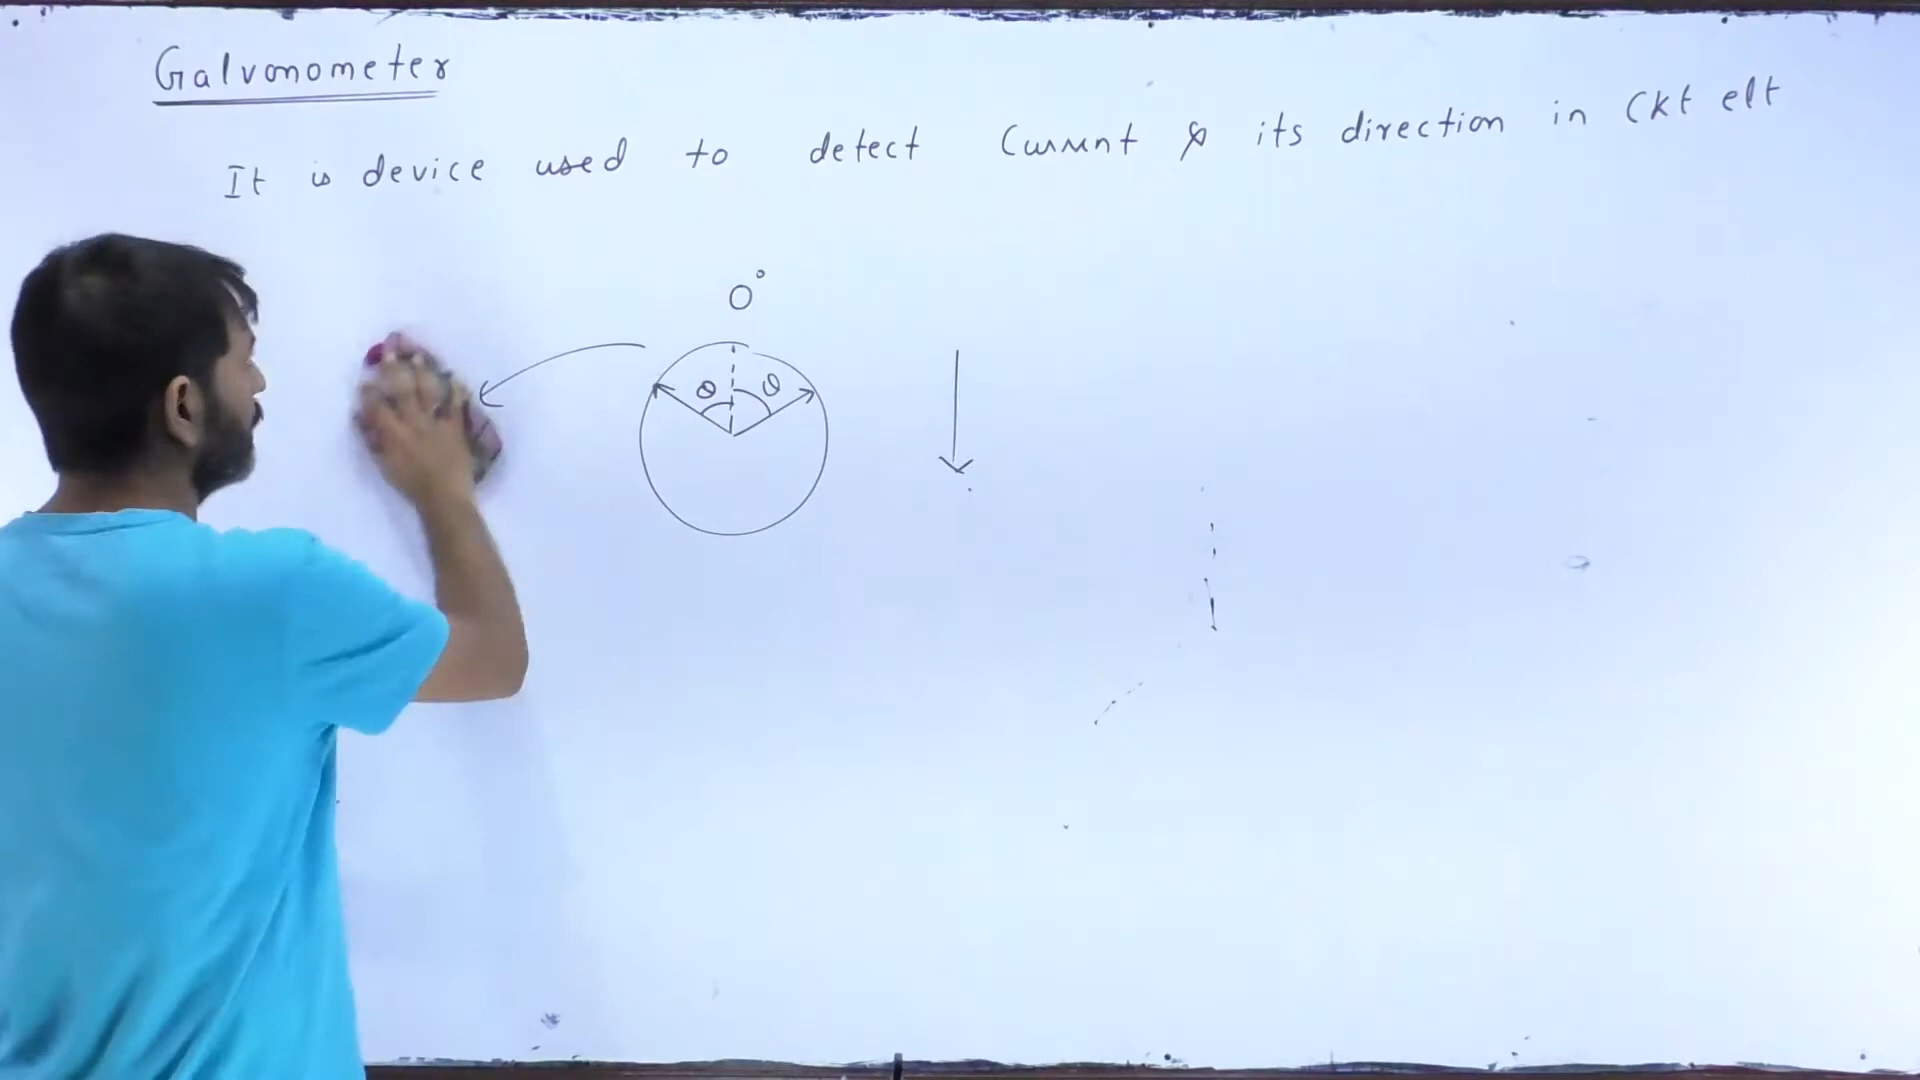 Galvonometer
It is device used to detect Current & its direction in Ckt elt
0°
θ θ